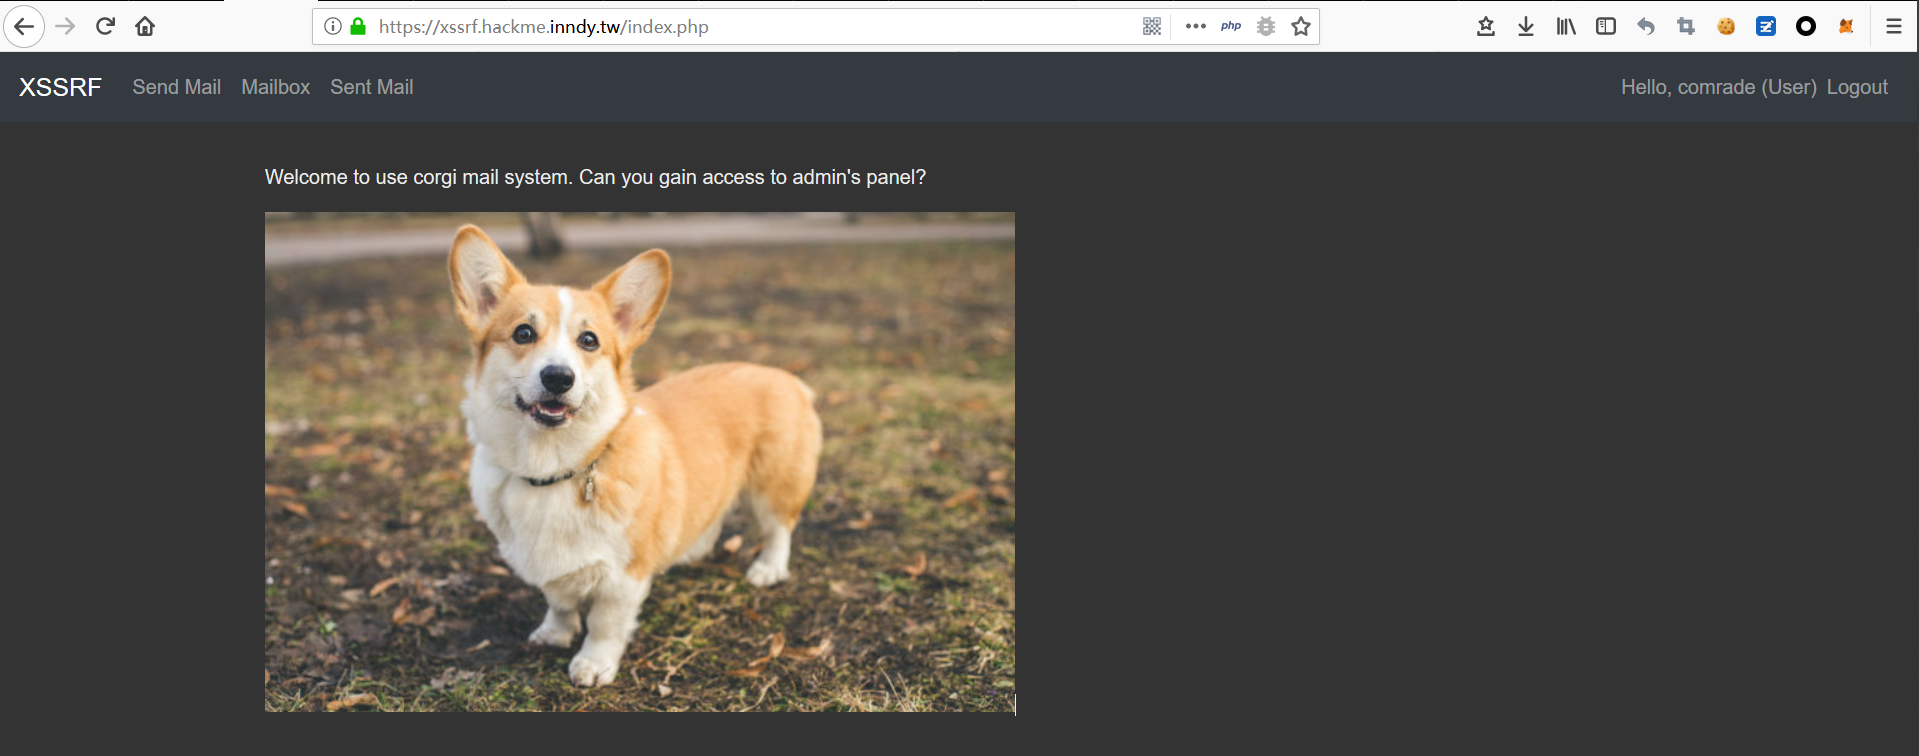 https://xssrf.hackme.inndy.tw/index.php
php
XSSRF Send Mail Mailbox Sent Mail Hello, comrade (User) Logout
Welcome to use corgi mail system. Can you gain access to admin's panel?